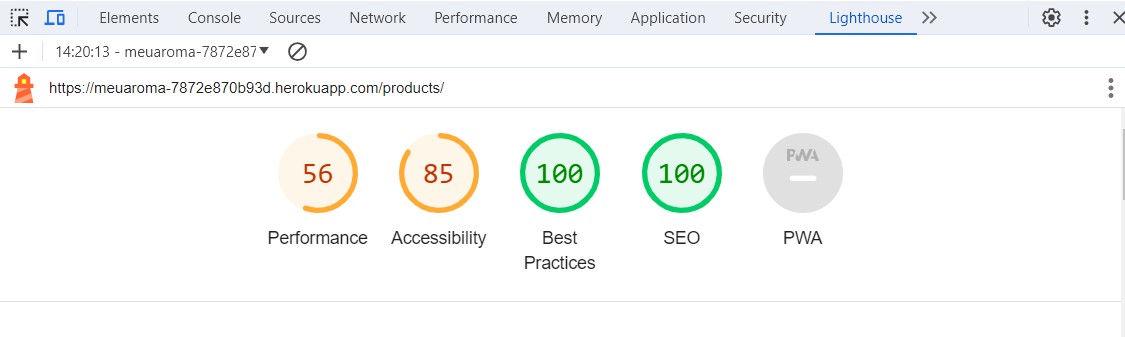 Elements Console Sources Network Performance Memory Application Security Lighthouse
14:20:13 - meuaroma-7872e87
https://meuaroma-7872e870b93d.herokuapp.com/products/
56 85 100 100 PWA
Performance Accessibility Best Practices SEO PWA